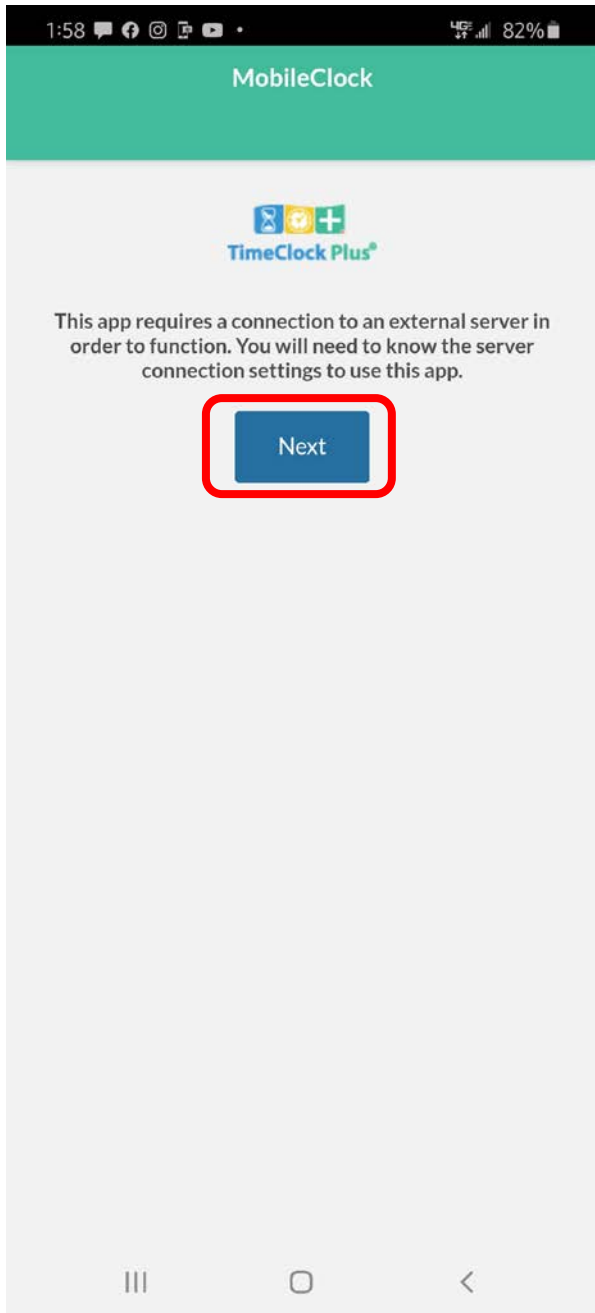 1:58 82%
MobileClock
TimeClock Plus®
This app requires a connection to an external server in
order to function. You will need to know the server
connection settings to use this app.
Next